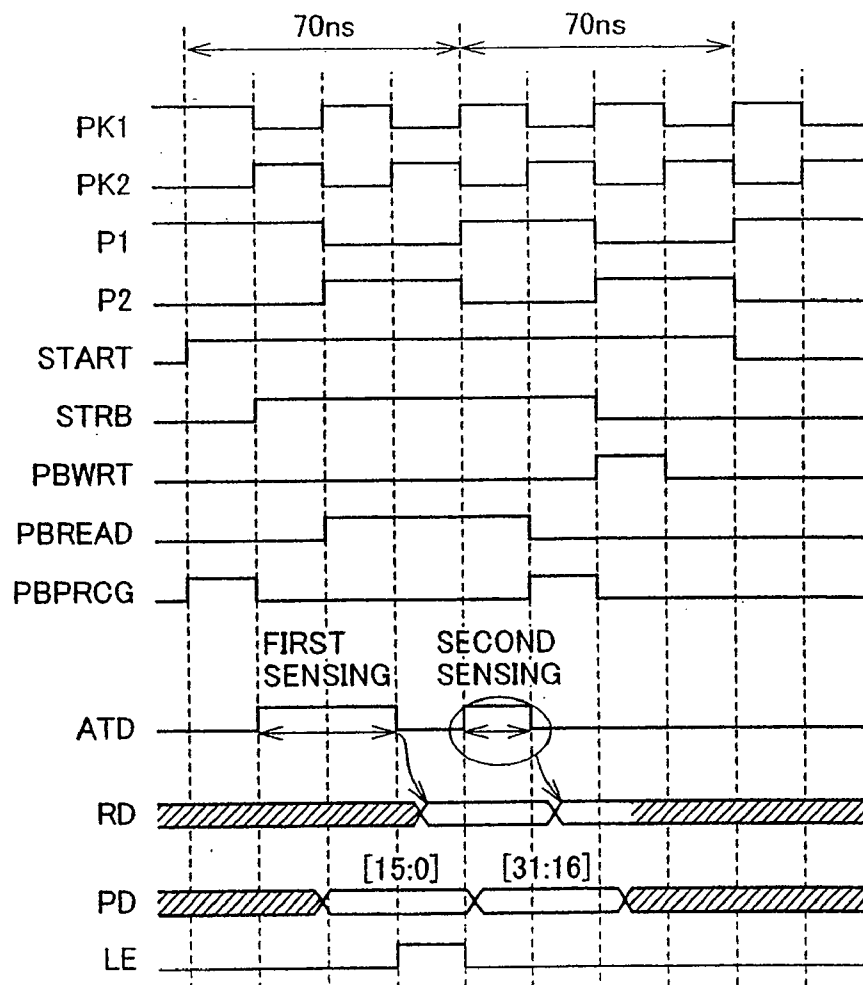 70ns 70ns
PK1
PK2
P1
P2
START
STRB
PBWRT
PBREAD
PBPRCG
FIRST SENSING
SECOND SENSING
ATD
RD
[15:0] [31:16]
PD
LE